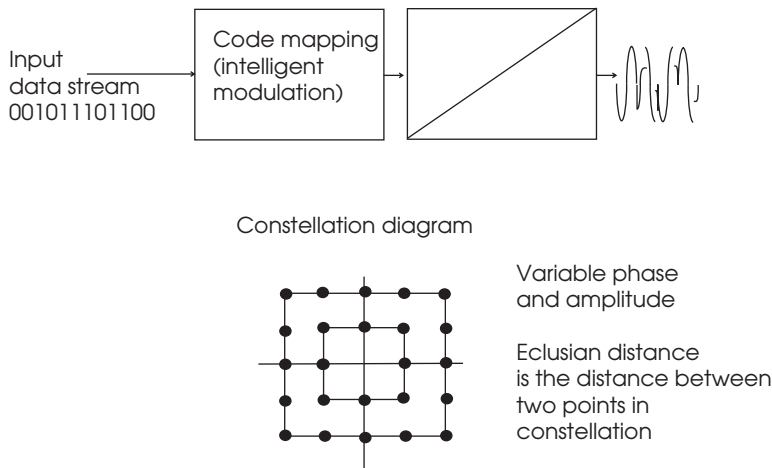 Input
data stream
001011101100
Code mapping
(intelligent
modulation)
Constellation diagram
Variable phase
and amplitude
Eclusian distance
is the distance between
two points in
constellation